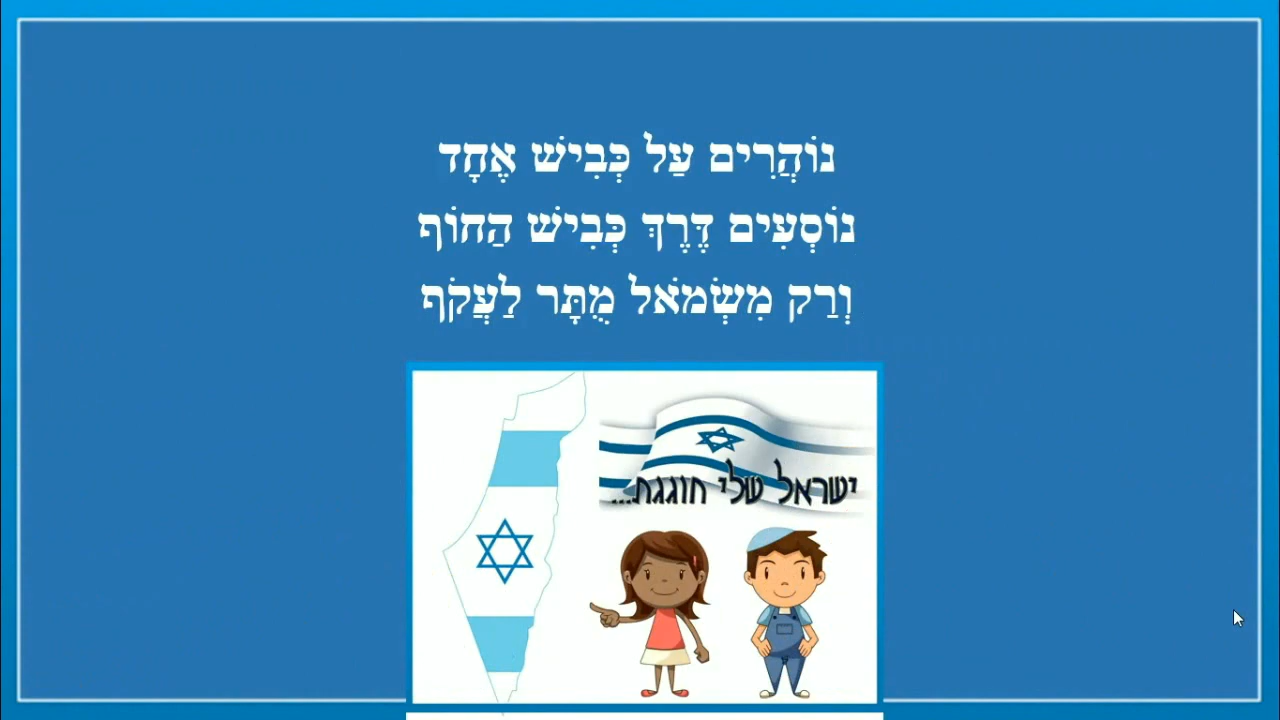 נוֹהֲרִים עַל כְּבִישׁ אֶחָד
נוֹסְעִים דֶּרֶךְ כְּבִישׁ הַחוֹף
וְרַק מִשְּׂמֹאל מֻתָּר לַעֲקֹף
ישראל שלי חוגגת...